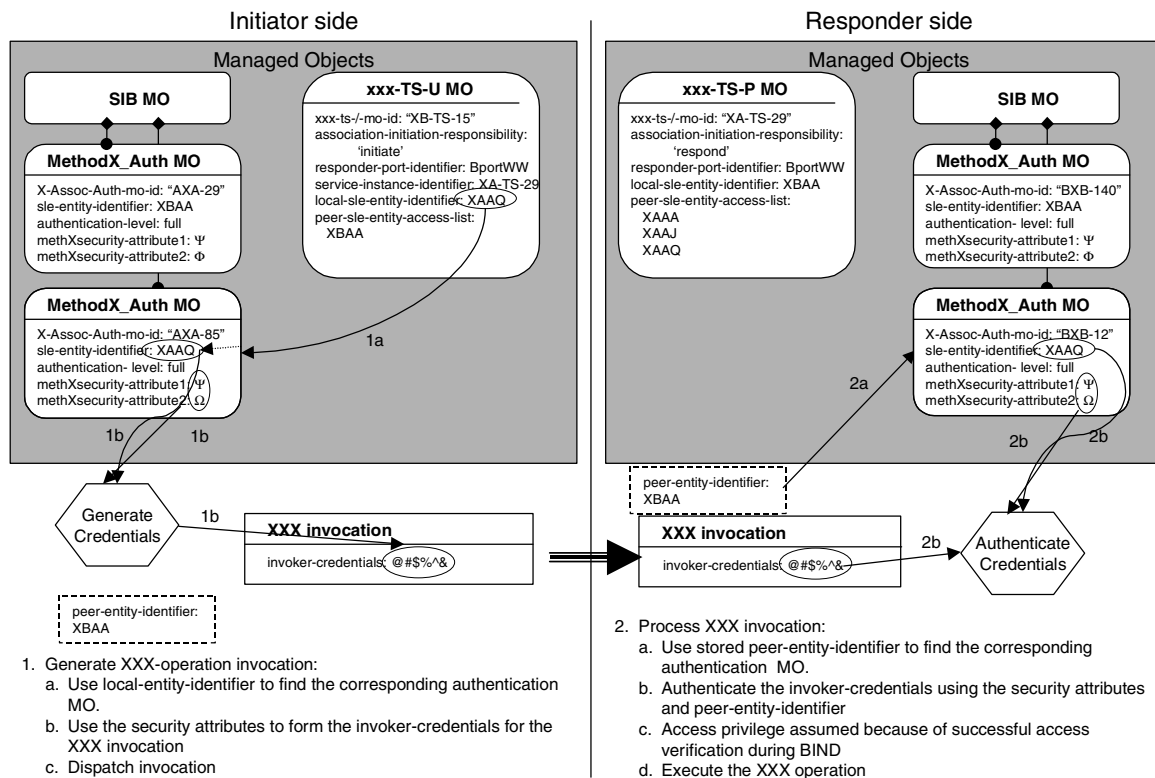 Initiator side
Managed Objects
SIB MO
MethodX_Auth MO
X-Assoc-Auth-mo-id: “AXA-29”
sle-entity-identifier: XBAA
authentication-level: full
methXsecurity-attribute1: Ψ
methXsecurity-attribute2: Φ
MethodX_Auth MO
X-Assoc-Auth-mo-id: “AXA-85”
sle-entity-identifier: XAAQ
authentication- level: full
methXsecurity-attribute1: Ψ
methXsecurity-attribute2: Ω
xxx-TS-U MO
xxx-ts-/-mo-id: “XB-TS-15”
association-initiation-responsibility:
‘initiate’
responder-port-identifier: BportWW
service-instance-identifier: XA-TS-29
local-sle-entity-identifier: XAAQ
peer-sle-entity-access-list:
XBAA
1a
1b
1b
Generate
Credentials
1b
XXX invocation
invoker-credentials: @#$%^&
peer-entity-identifier:
XBAA
1. Generate XXX-operation invocation:
a. Use local-entity-identifier to find the corresponding authentication
MO.
b. Use the security attributes to form the invoker-credentials for the
XXX invocation
c. Dispatch invocation
Responder side
Managed Objects
xxx-TS-P MO
xxx-ts-/-mo-id: “XA-TS-29”
association-initiation-responsibility:
‘respond’
responder-port-identifier: BportWW
local-sle-entity-identifier: XBAA
peer-sle-entity-access-list:
XAAA
XAAJ
XAAQ
SIB MO
MethodX_Auth MO
X-Assoc-Auth-mo-id: “BXB-140”
sle-entity-identifier: XBAA
authentication- level: full
methXsecurity-attribute1: Ψ
methXsecurity-attribute2: Φ
MethodX_Auth MO
X-Assoc-Auth-mo-id: “BXB-12”
sle-entity-identifier: XAAQ
authentication- level: full
methXsecurity-attribute1: Ψ
methXsecurity-attribute2: Ω
2a
2b
2b
peer-entity-identifier:
XBAA
XXX invocation
invoker-credentials: @#$%^&
2b
Authenticate
Credentials
2. Process XXX invocation:
a. Use stored peer-entity-identifier to find the corresponding
authentication MO.
b. Authenticate the invoker-credentials using the security attributes
and peer-entity-identifier
c. Access privilege assumed because of successful access
verification during BIND
d. Execute the XXX operation